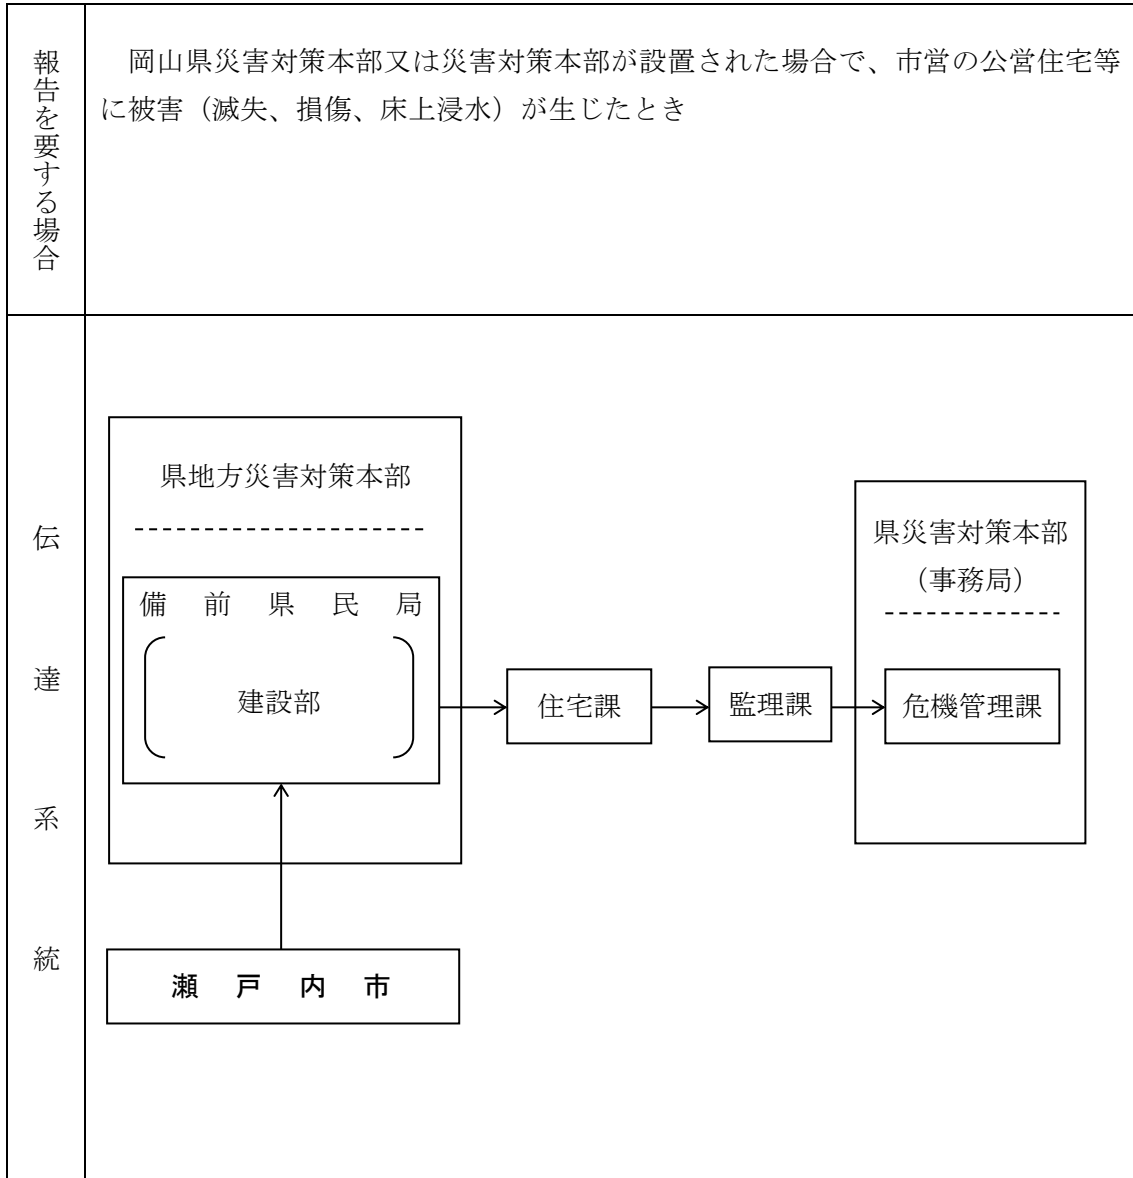 報告を要する場合
　岡山県災害対策本部又は災害対策本部が設置された場合で、市営の公営住宅等
に被害（滅失、損傷、床上浸水）が生じたとき
伝達系統
県地方災害対策本部
備前県民局
建設部
住宅課
監理課
県災害対策本部
（事務局）
危機管理課
瀬戸内市